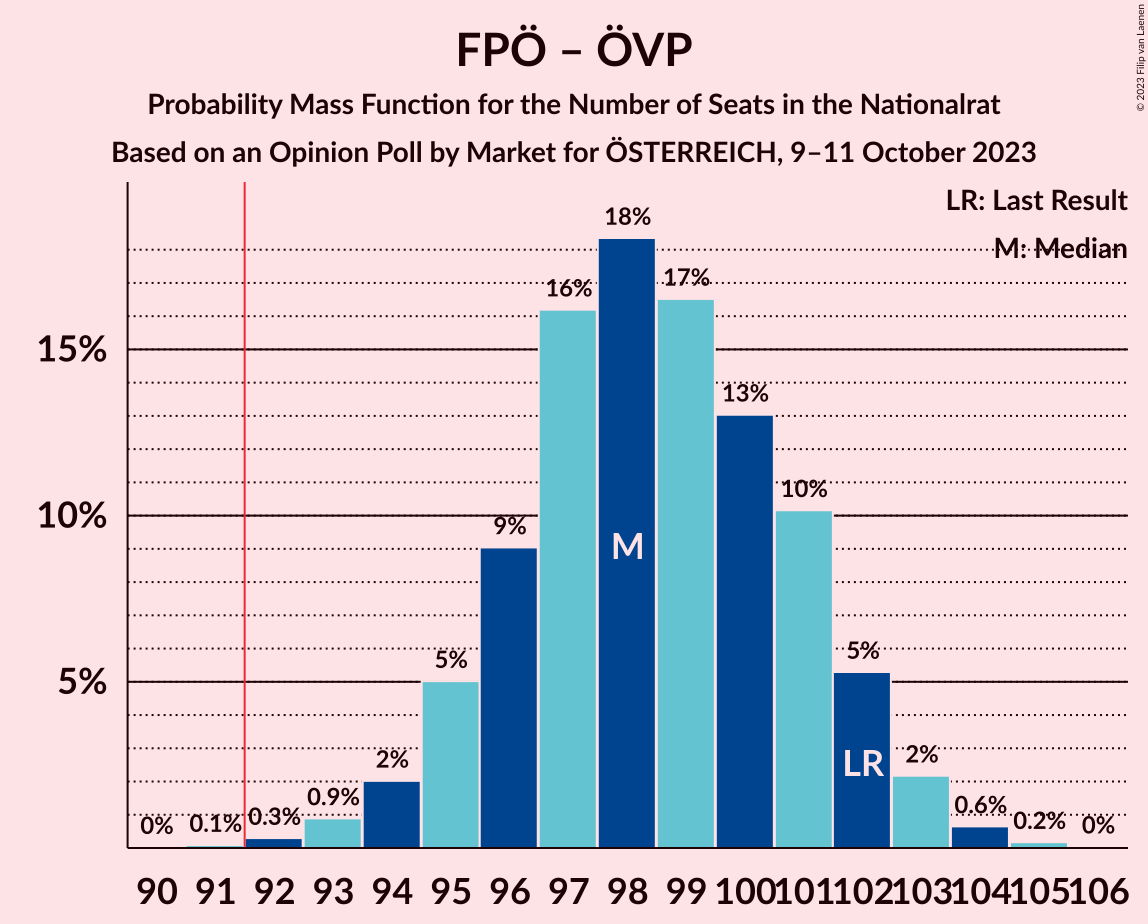 © 2023 Filip van Laenen
FPÖ – ÖVP
Probability Mass Function for the Number of Seats in the Nationalrat
Based on an Opinion Poll by Market for ÖSTERREICH, 9–11 October 2023
LR: Last Result
M: Median
15%
10%
5%
0% 0.1% 0.3% 0.9% 2% 5% 9% 16% 18% 17% 13% 10% 5% 2% 0.6% 0.2% 0%
M
LR
90 91 92 93 94 95 96 97 98 99 100 101 102 103 104 105 106